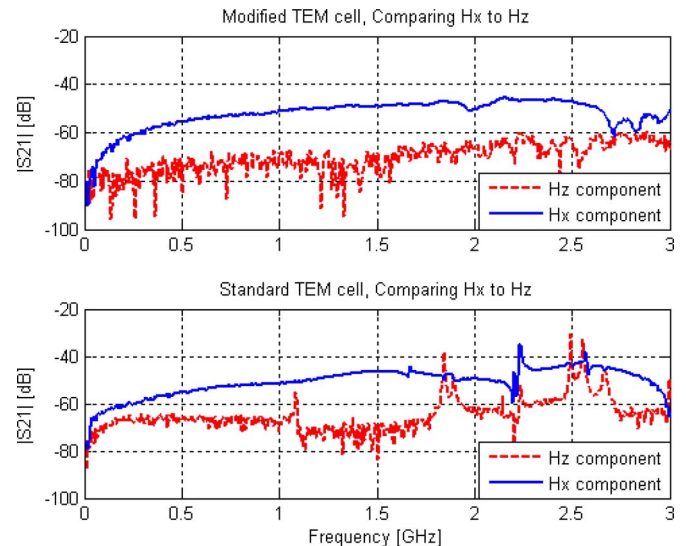 Modified TEM cell, Comparing Hx to Hz
-20
-40
-60
-80
-100
|S21| [dB]
0
0.5
1
1.5
2
2.5
3
Hz component
Hx component
Standard TEM cell, Comparing Hx to Hz
-20
-40
-60
-80
-100
|S21| [dB]
0
0.5
1
1.5
2
2.5
3
Hz component
Hx component
Frequency [GHz]